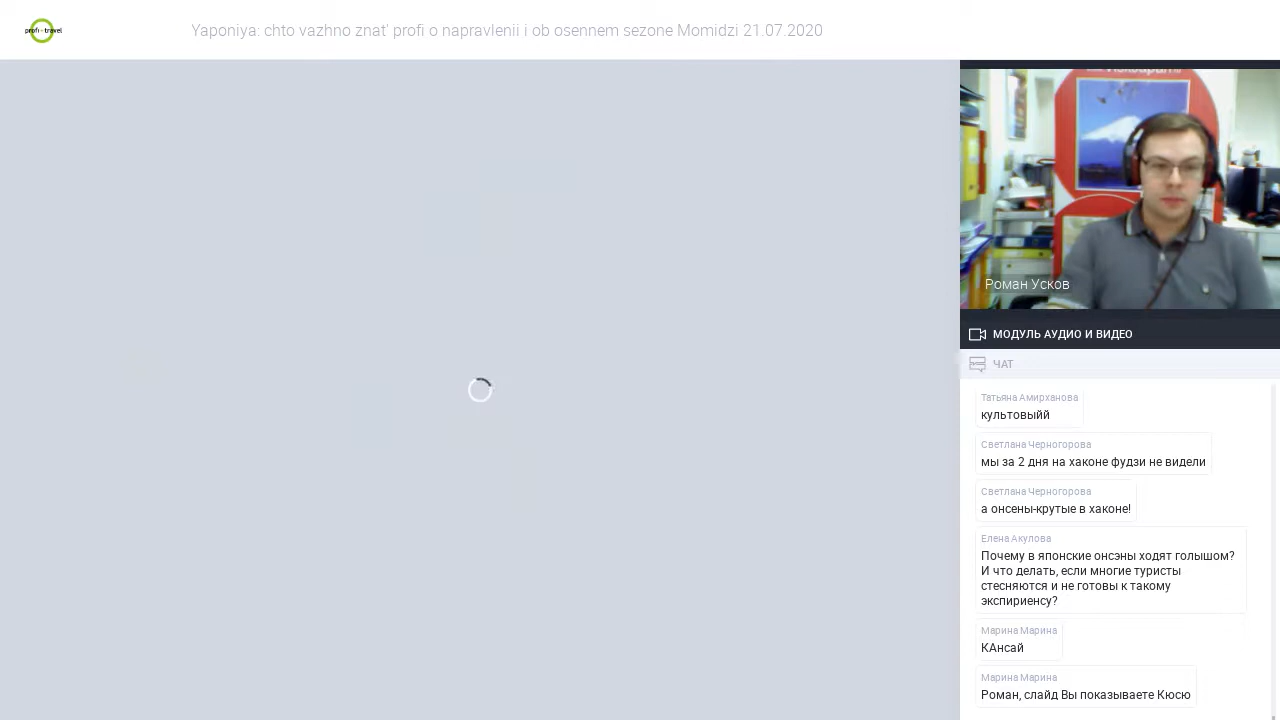 profi - travel
Yaponiya: chto vazhno znat' profi o napravlenii i ob osennem sezone Momidzi 21.07.2020
Роман Усков
МОДУЛЬ АУДИО И ВИДЕО
ЧАТ
Татьяна Амирханова
культовыйй
Светлана Черногорова
мы за 2 дня на хаконе фудзи не видели
Светлана Черногорова
а онсены-крутые в хаконе!
Елена Акулова
Почему в японские онсэны ходят голышом?
И что делать, если многие туристы
стесняются и не готовы к такому
экспириенсу?
Марина Марина
КАнсай
Марина Марина
Роман, слайд Вы показываете Кюсю